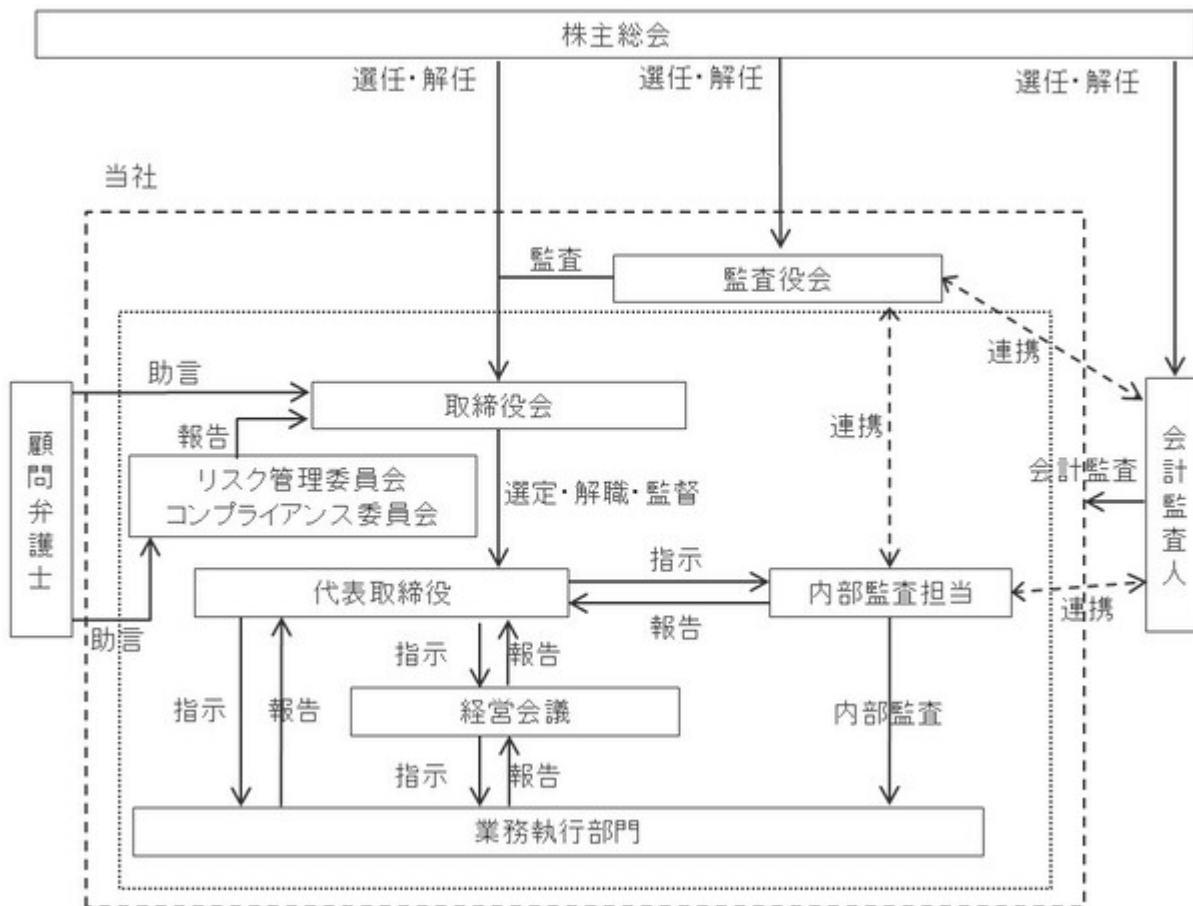 株主総会
選任・解任
選任・解任
選任・解任
当社
監査
監査役会
連携
助言
取締役会
報告
連携
顧問弁護士
リスク管理委員会
コンプライアンス委員会
選定・解職・監督
会計監査
会計監査人
指示
代表取締役
内部監査担当
報告
連携
助言
指示
報告
指示
報告
経営会議
内部監査
指示
報告
業務執行部門